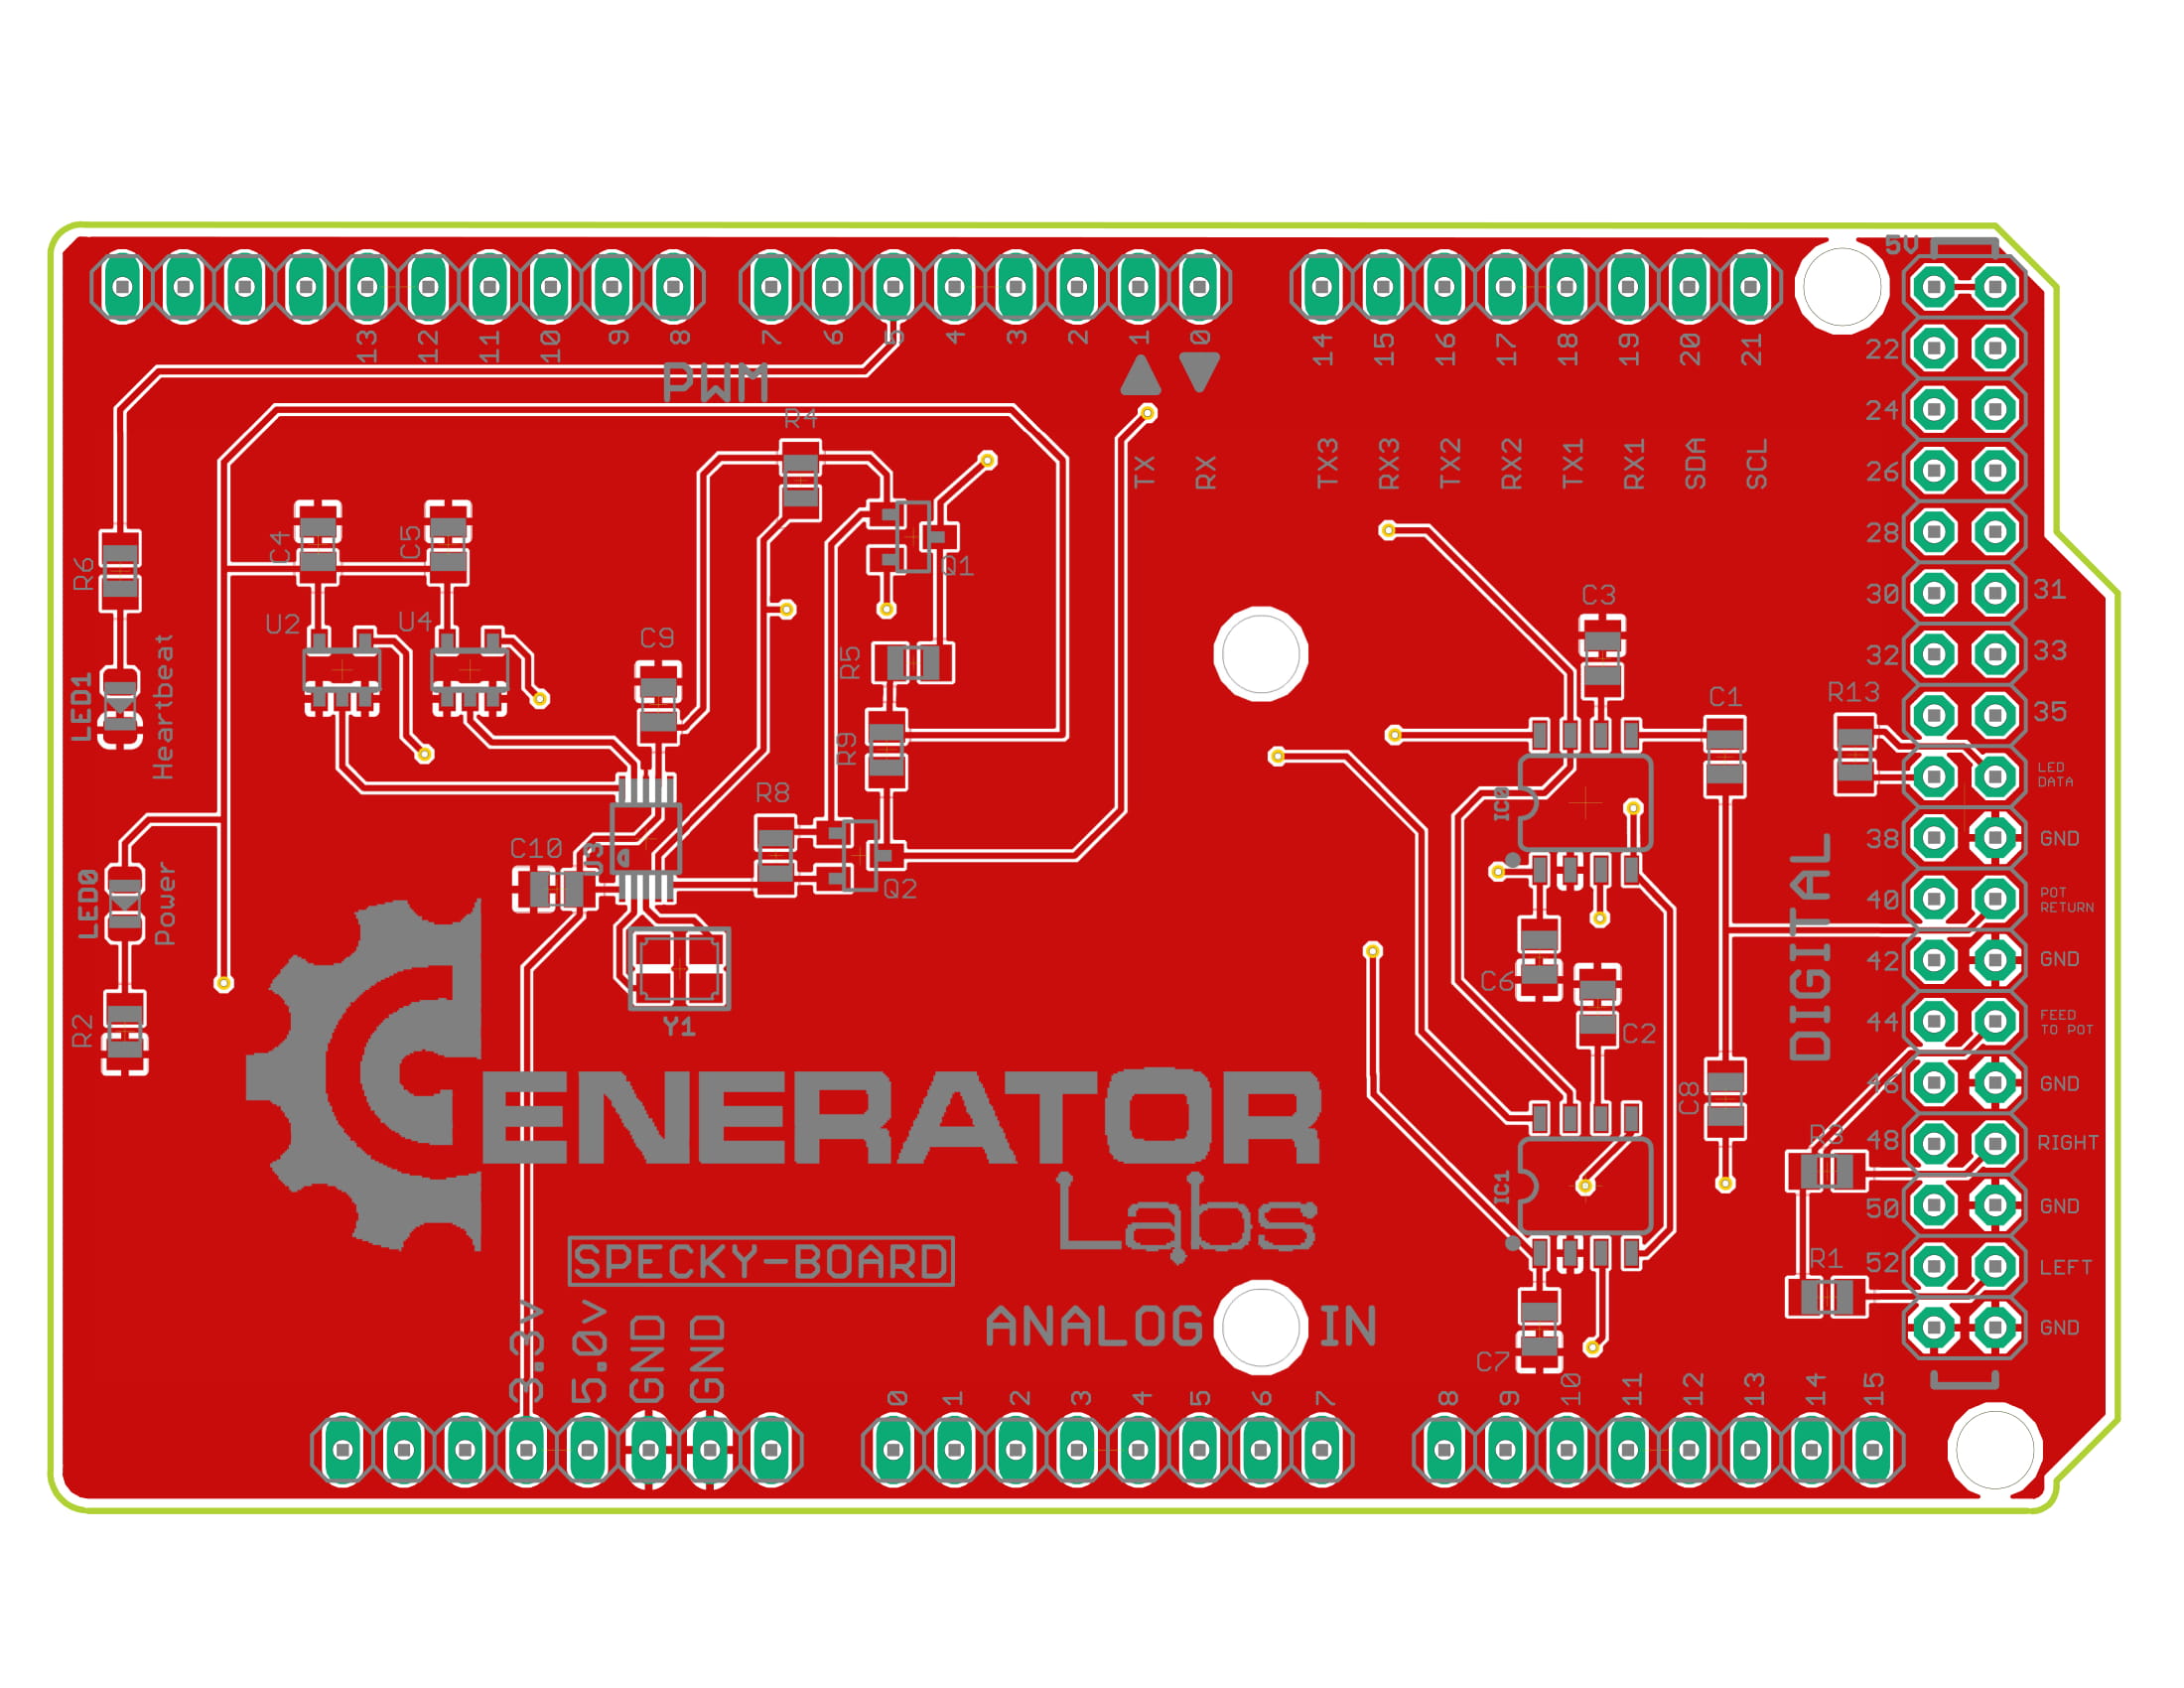 5V
13 12 11 10 9 8 7 6 5 4 3 2 1 0 14 15 16 17 18 19 20 21
PWM
TX RX TX3 RX3 TX2 RX2 TX1 RX1 SDA SCL
22
24
26
28
30 31
32 33
35
LED
DATA
38 GND
40 POT
RETURN
42 GND
44 FEED
TO POT
46 GND
48 RIGHT
50 GND
52 LEFT
GND
DIGITAL
R4
Q1
C4
C5
R6
U2
U4
C9
R5
C3
C1
R13
LED1
Heartbeat
R9
R8
IC0
C10
U3
Q2
LED0
Power
R2
Y1
C6
C2
C8
R3
IC1
R1
C7
GENERATOR
Labs
SPECKY-BOARD
3.3V
5.0V
GND
GND
ANALOG IN
0 1 2 3 4 5 6 7 8 9 10 11 12 13 14 15